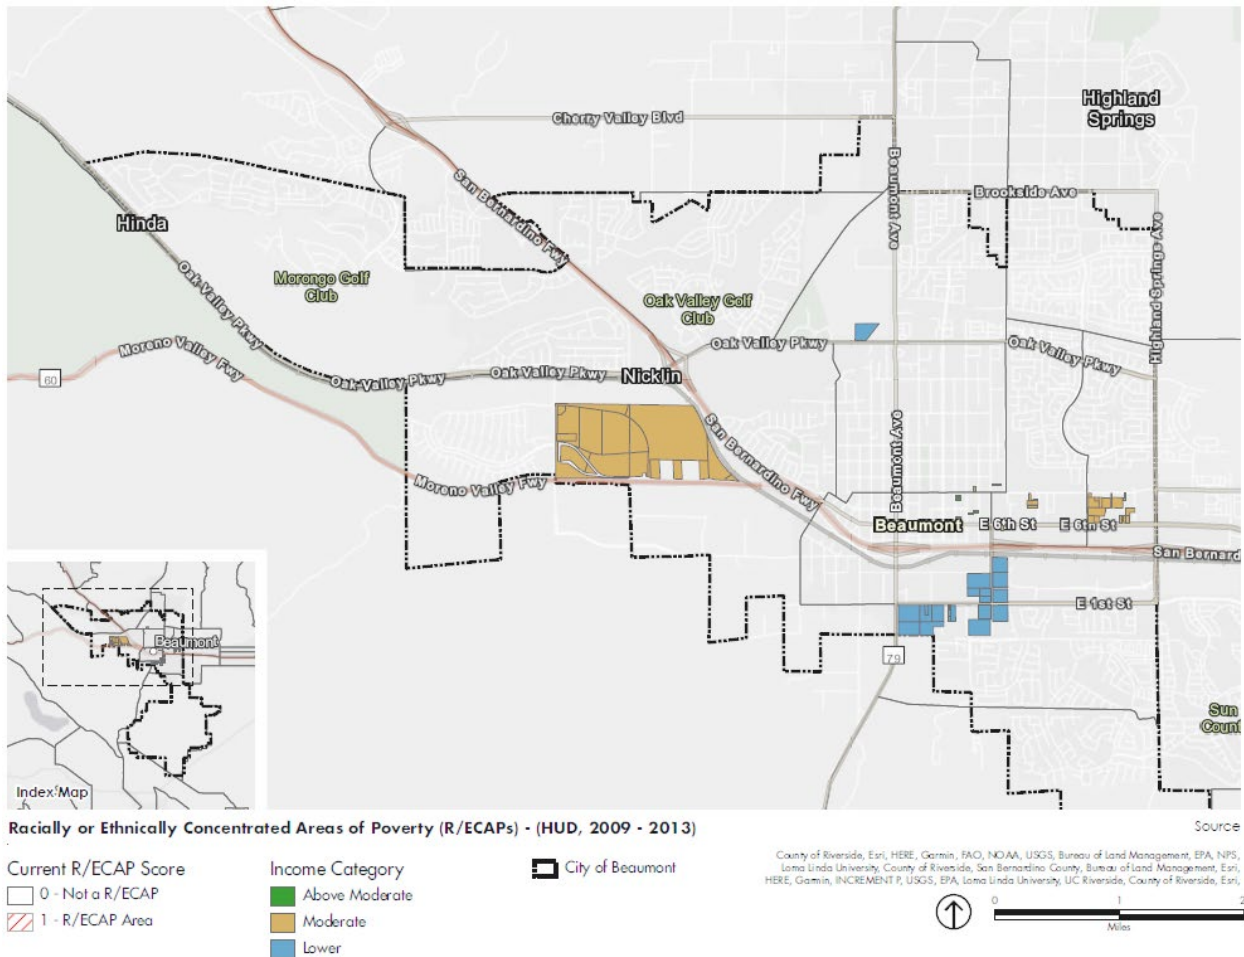 Highland
Springs
Cherry Valley Blvd
Beaumont Ave
San Bernardino Fwy
Brookside Ave
Hinda
Highland Springs Ave
Morongo Golf
Club
Oak Valley Pkwy
Oak Valley Golf
Club
Moreno Valley Fwy
Oak Valley Pkwy
Oak Valley Pkwy
60
Oak Valley Pkwy
Oak Valley Pkwy
Nicklin
San Bernardino Fwy
Beaumont Ave
Moreno Valley Fwy
Beaumont
E 6th St
E 6th St
San Bernard
E 1st St
79
Sun
Count
Beaumont
Index Map
Racially or Ethnically Concentrated Areas of Poverty (R/ECAPs) - (HUD, 2009 - 2013)
Source
Current R/ECAP Score
0 - Not a R/ECAP
1 - R/ECAP Area
Income Category
Above Moderate
Moderate
Lower
City of Beaumont
County of Riverside, Esri, HERE, Garmin, FAO, NOAA, USGS, Bureau of Land Management, EPA, NPS,
Loma Linda University, County of Riverside, San Bernardino County, Bureau of Land Management, Esri,
HERE, Garmin, INCREMENT P, USGS, EPA, Loma Linda University, UC Riverside, County of Riverside, Esri,
0 1 2
Miles